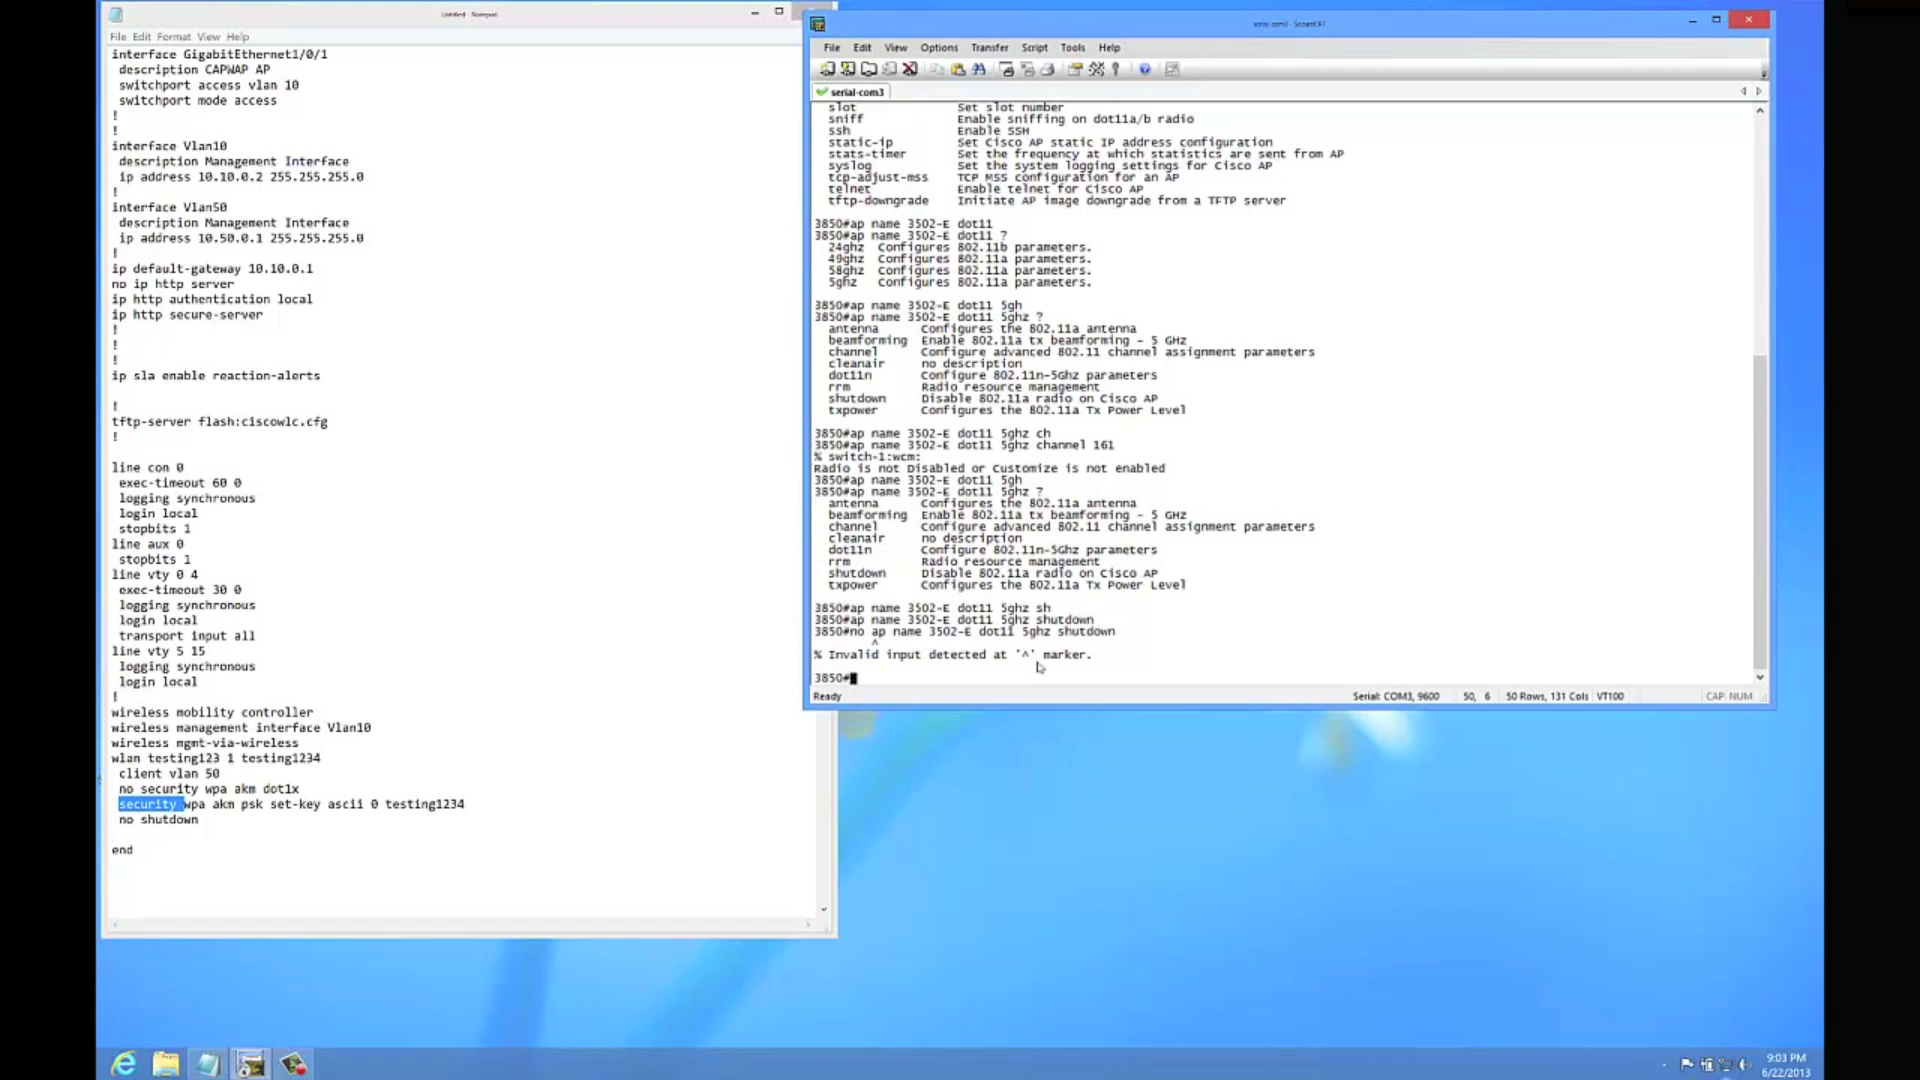 Untitled - Notepad
File Edit Format View Help
interface GigabitEthernet1/0/1
description CAPWAP AP
switchport access vlan 10
switchport mode access
!
!
interface Vlan10
description Management Interface
ip address 10.10.0.2 255.255.255.0
!
interface Vlan50
description Management Interface
ip address 10.50.0.1 255.255.255.0
!
ip default-gateway 10.10.0.1
no ip http server
ip http authentication local
ip http secure-server
!
!
!
ip sla enable reaction-alerts
!
tftp-server flash:ciscowlc.cfg
!
line con 0
exec-timeout 60 0
logging synchronous
login local
stopbits 1
line aux 0
stopbits 1
line vty 0 4
exec-timeout 30 0
logging synchronous
login local
transport input all
line vty 5 15
logging synchronous
login local
!
wireless mobility controller
wireless management interface Vlan10
wireless mgmt-via-wireless
wlan testing123 1 testing1234
client vlan 50
no security wpa akm dot1x
security wpa akm psk set-key ascii 0 testing1234
no shutdown
end
serial-com3 - SecureCRT
File Edit View Options Transfer Script Tools Help
serial-com3
slot Set slot number
sniff Enable sniffing on dot11a/b radio
ssh Enable SSH
static-ip Set Cisco AP static IP address configuration
stats-timer Set the frequency at which statistics are sent from AP
syslog Set the system logging settings for Cisco AP
tcp-adjust-mss TCP MSS configuration for an AP
telnet Enable telnet for Cisco AP
tftp-downgrade Initiate AP image downgrade from a TFTP server
3850#ap name 3502-E dot11
3850#ap name 3502-E dot11 ?
24ghz Configures 802.11b parameters.
49ghz Configures 802.11a parameters.
58ghz Configures 802.11a parameters.
5ghz Configures 802.11a parameters.
3850#ap name 3502-E dot11 5gh
3850#ap name 3502-E dot11 5ghz ?
antenna Configures the 802.11a antenna
beamforming Enable 802.11a tx beamforming - 5 GHz
channel Configure advanced 802.11 channel assignment parameters
cleanair no description
dot11n Configure 802.11n-5Ghz parameters
rrm Radio resource management
shutdown Disable 802.11a radio on Cisco AP
txpower Configures the 802.11a Tx Power Level
3850#ap name 3502-E dot11 5ghz ch
3850#ap name 3502-E dot11 5ghz channel 161
% switch-1:wcm:
Radio is not Disabled or Customize is not enabled
3850#ap name 3502-E dot11 5gh
3850#ap name 3502-E dot11 5ghz ?
antenna Configures the 802.11a antenna
beamforming Enable 802.11a tx beamforming - 5 GHz
channel Configure advanced 802.11 channel assignment parameters
cleanair no description
dot11n Configure 802.11n-5Ghz parameters
rrm Radio resource management
shutdown Disable 802.11a radio on Cisco AP
txpower Configures the 802.11a Tx Power Level
3850#ap name 3502-E dot11 5ghz sh
3850#ap name 3502-E dot11 5ghz shutdown
3850#no ap name 3502-E dot11 5ghz shutdown
^
% Invalid input detected at '^' marker.
3850#
Ready Serial: COM3, 9600 50, 6 50 Rows, 131 Cols VT100 CAP NUM
9:03 PM
6/22/2013